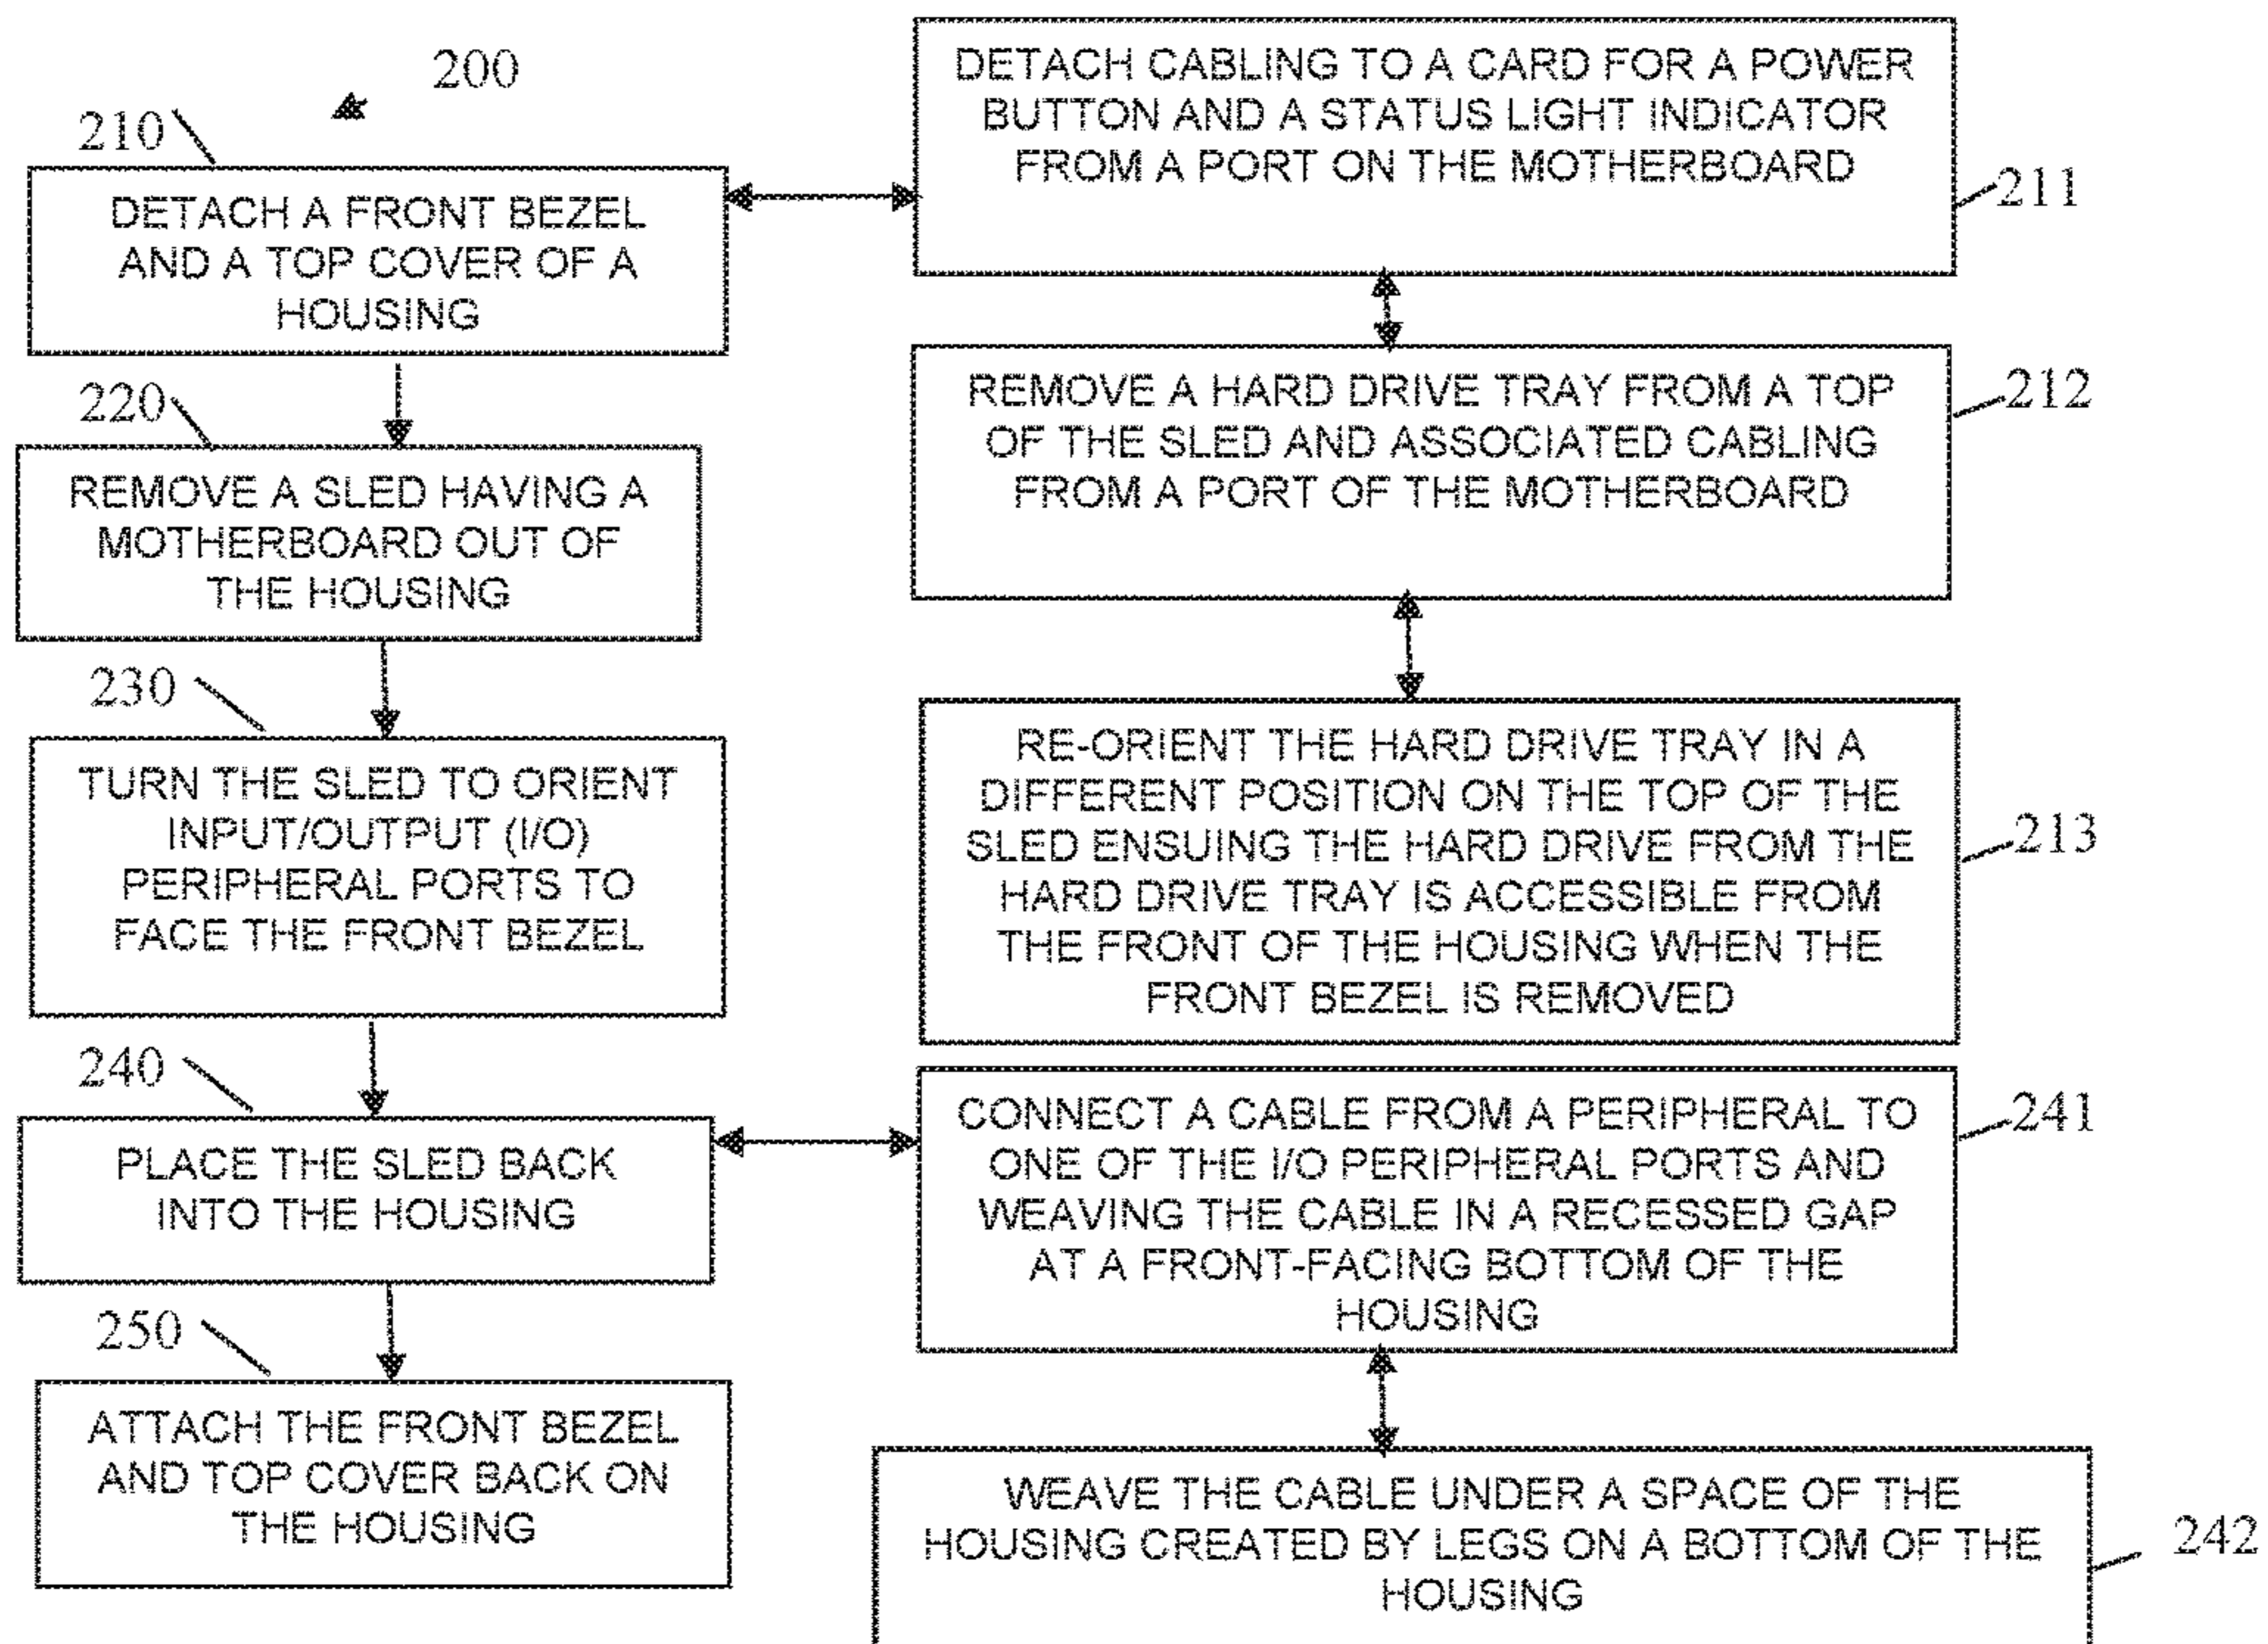 200
210
DETACH A FRONT BEZEL
AND A TOP COVER OF A
HOUSING
220
REMOVE A SLED HAVING A
MOTHERBOARD OUT OF
THE HOUSING
230
TURN THE SLED TO ORIENT
INPUT/OUTPUT (I/O)
PERIPHERAL PORTS TO
FACE THE FRONT BEZEL
240
PLACE THE SLED BACK
INTO THE HOUSING
250
ATTACH THE FRONT BEZEL
AND TOP COVER BACK ON
THE HOUSING
DETACH CABLING TO A CARD FOR A POWER
BUTTON AND A STATUS LIGHT INDICATOR
FROM A PORT ON THE MOTHERBOARD
211
REMOVE A HARD DRIVE TRAY FROM A TOP
OF THE SLED AND ASSOCIATED CABLING
FROM A PORT OF THE MOTHERBOARD
212
RE-ORIENT THE HARD DRIVE TRAY IN A
DIFFERENT POSITION ON THE TOP OF THE
SLED ENSUING THE HARD DRIVE FROM THE
HARD DRIVE TRAY IS ACCESSIBLE FROM
THE FRONT OF THE HOUSING WHEN THE
FRONT BEZEL IS REMOVED
213
CONNECT A CABLE FROM A PERIPHERAL TO
ONE OF THE I/O PERIPHERAL PORTS AND
WEAVING THE CABLE IN A RECESSED GAP
AT A FRONT-FACING BOTTOM OF THE
HOUSING
241
WEAVE THE CABLE UNDER A SPACE OF THE
HOUSING CREATED BY LEGS ON A BOTTOM OF THE
HOUSING
242